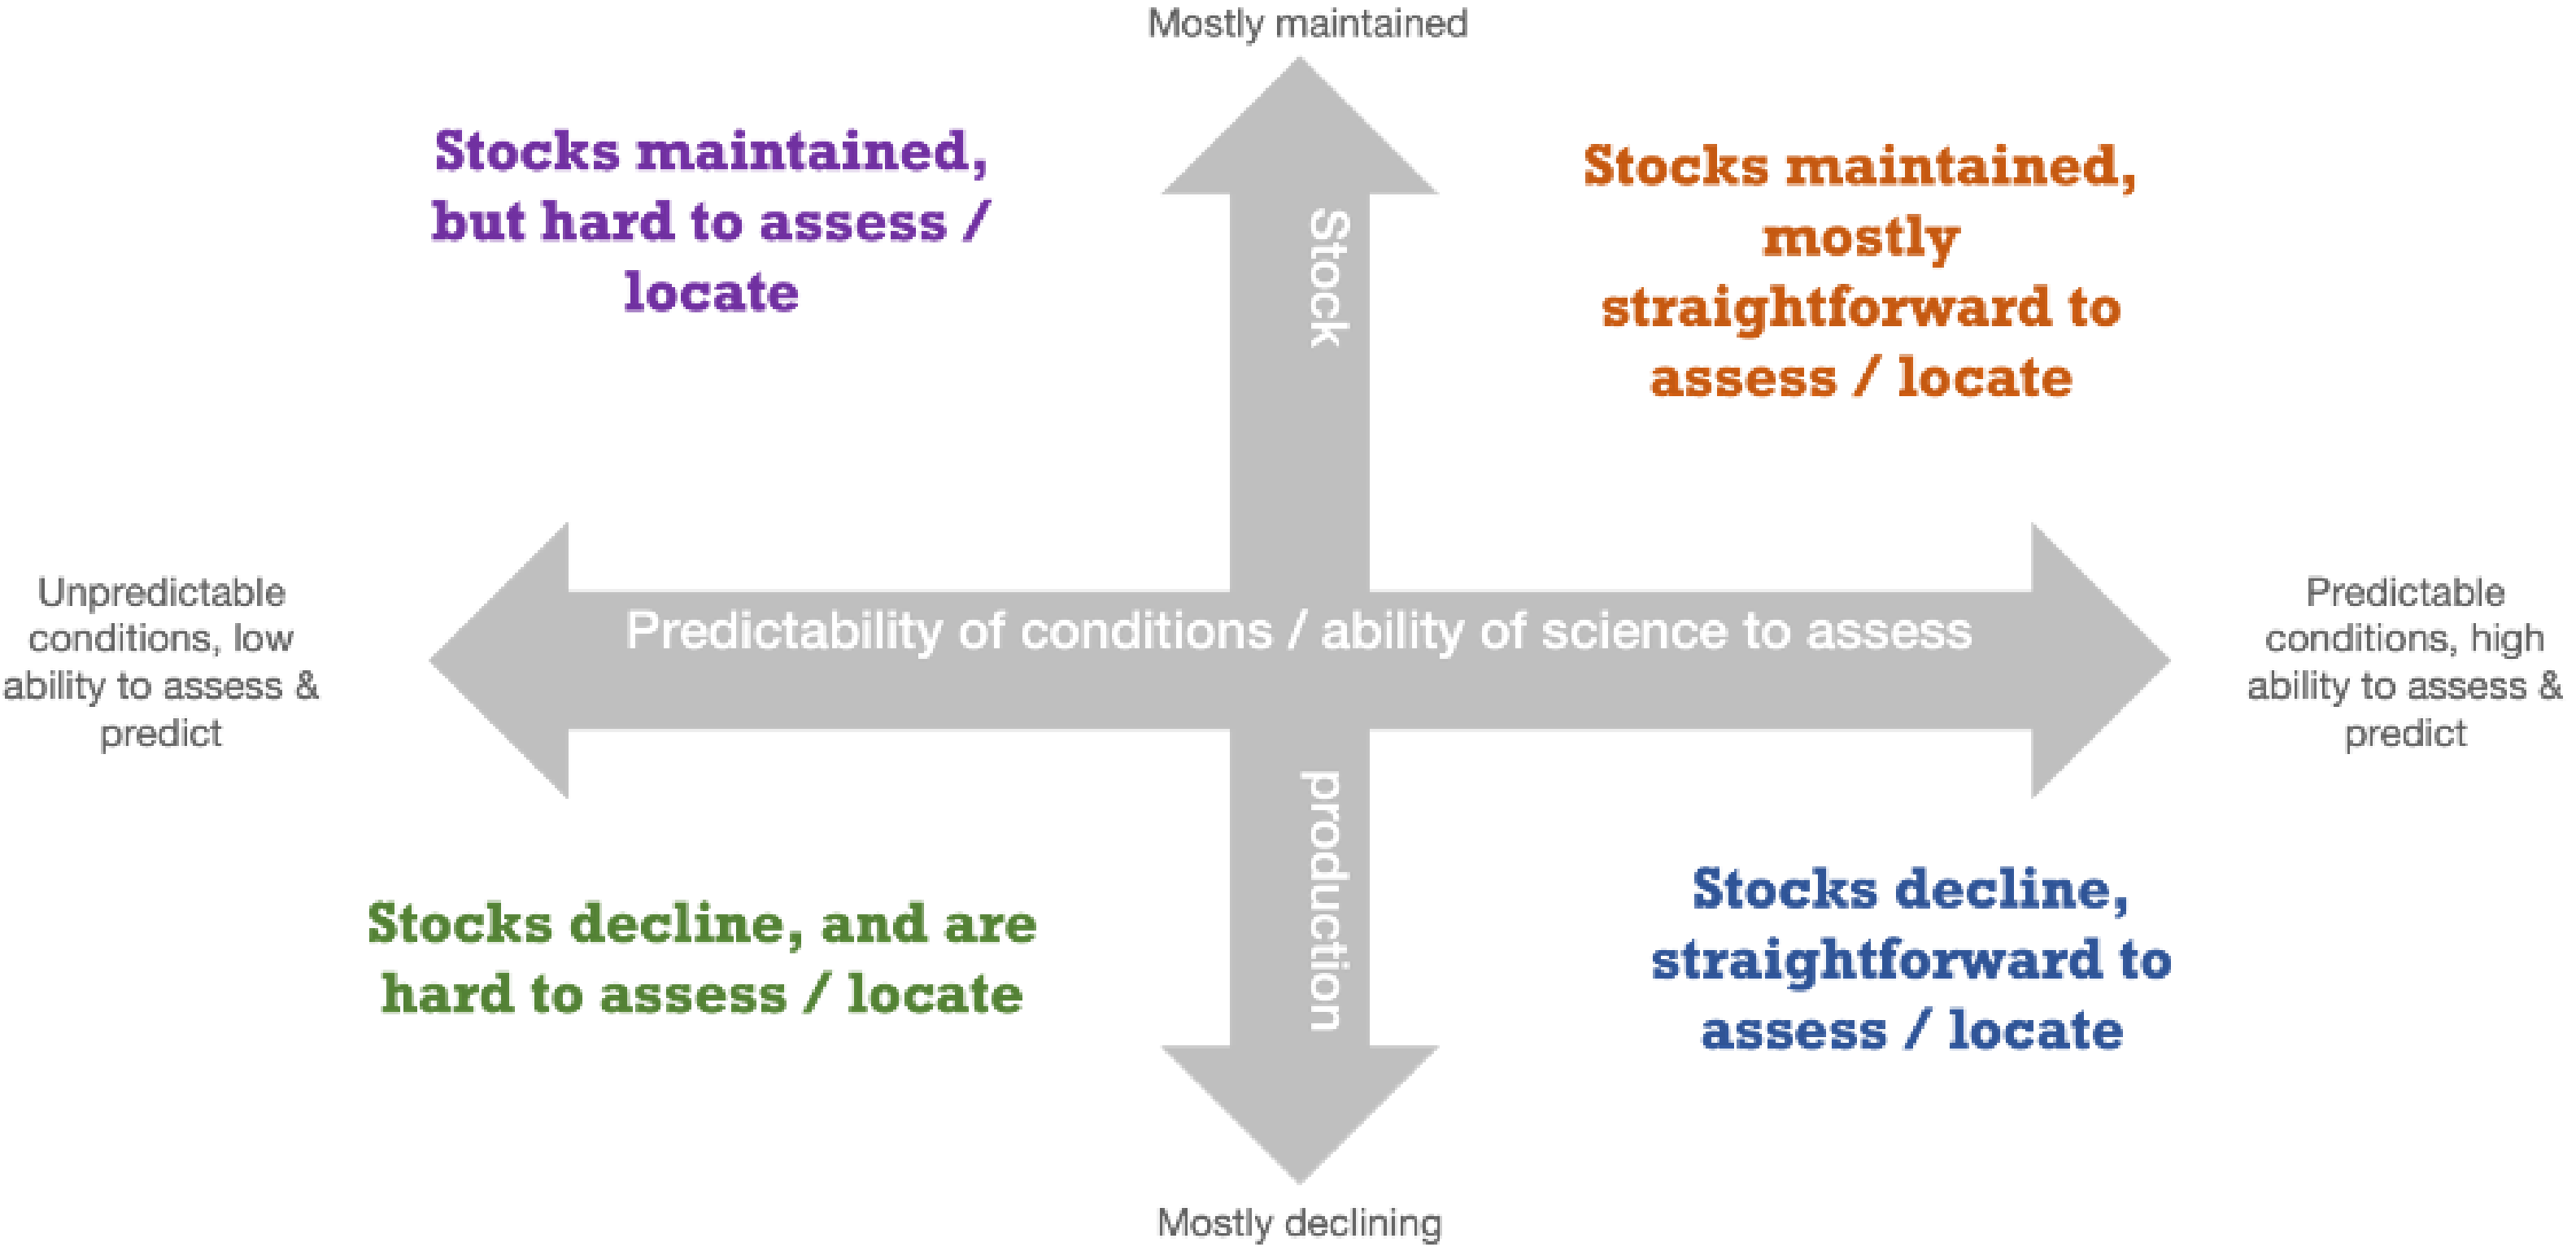 Mostly maintained
Stocks maintained,
but hard to assess /
locate
Stocks maintained,
mostly
straightforward to
assess / locate
Stock
Unpredictable
conditions, low
ability to assess &
predict
Predictability of conditions / ability of science to assess
Predictable
conditions, high
ability to assess &
predict
production
Stocks decline, and are
hard to assess / locate
Stocks decline,
straightforward to
assess / locate
Mostly declining